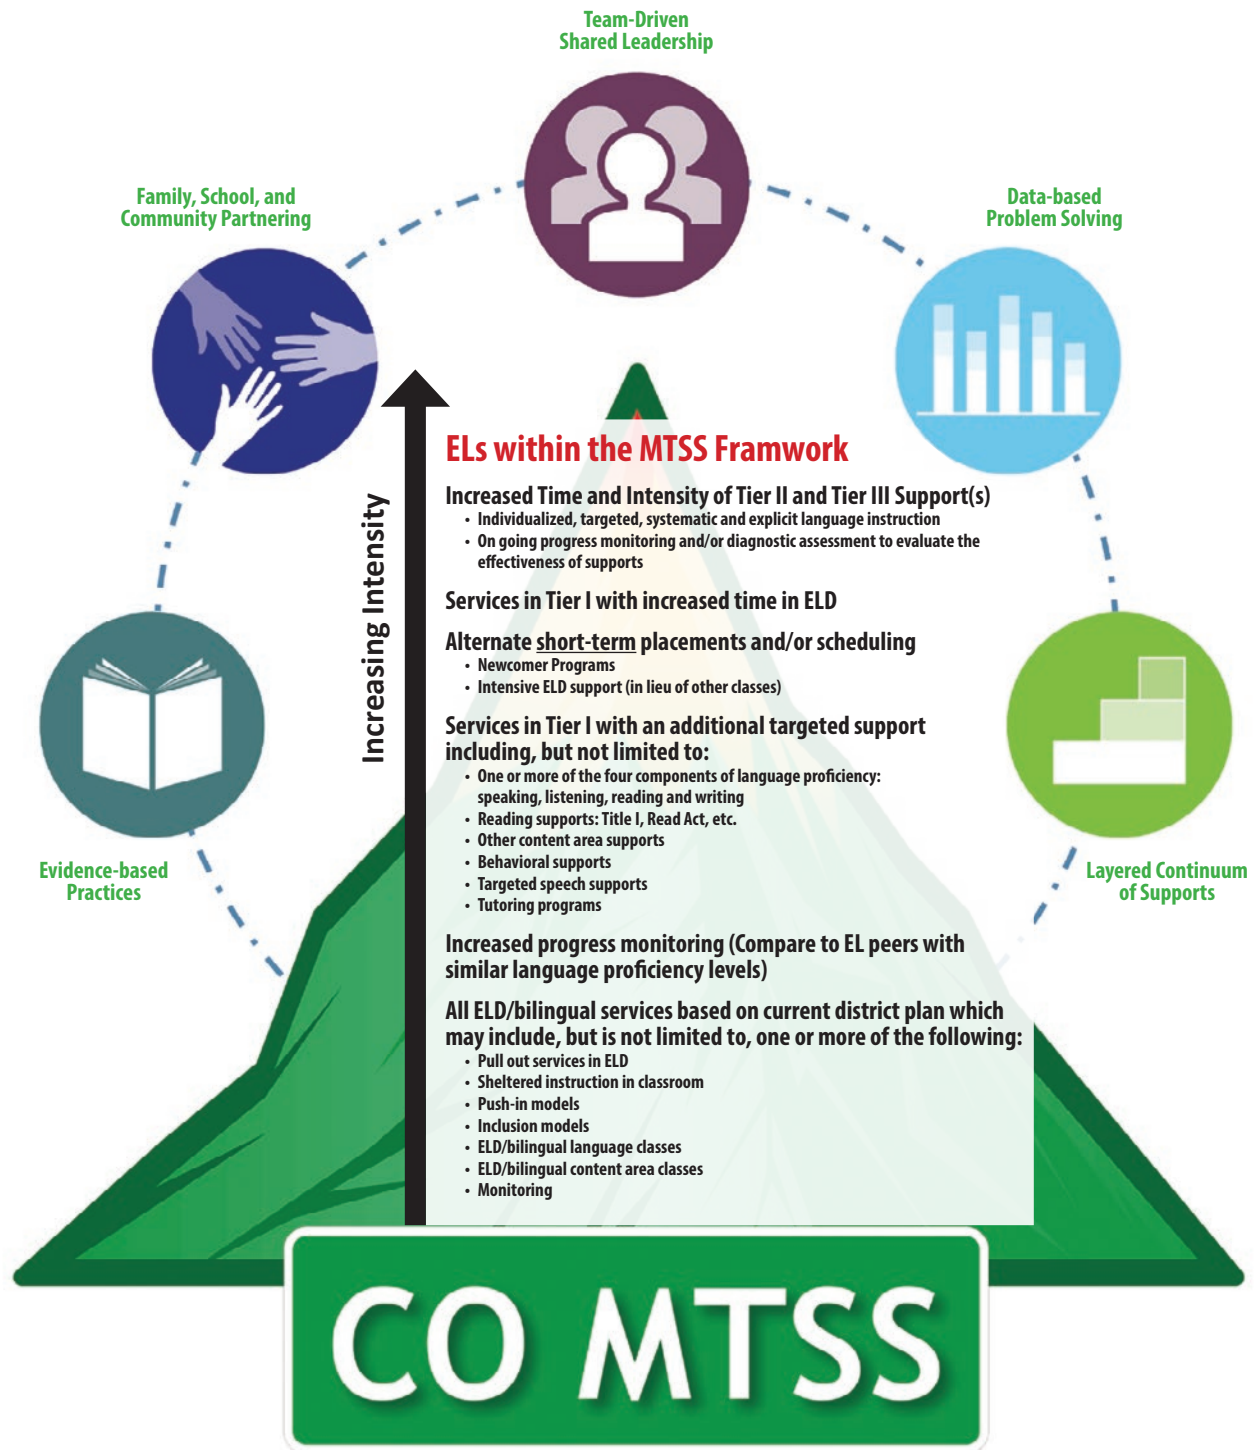 Team-Driven
Shared Leadership
Family, School, and
Community Partnering
Data-based
Problem Solving
Increasing Intensity
ELs within the MTSS Framwork
Increased Time and Intensity of Tier II and Tier III Support(s)
• Individualized, targeted, systematic and explicit language instruction
• On going progress monitoring and/or diagnostic assessment to evaluate the
effectiveness of supports
Services in Tier I with increased time in ELD
Alternate short-term placements and/or scheduling
• Newcomer Programs
• Intensive ELD support (in lieu of other classes)
Services in Tier I with an additional targeted support
including, but not limited to:
• One or more of the four components of language proficiency:
speaking, listening, reading and writing
• Reading supports: Title I, Read Act, etc.
• Other content area supports
• Behavioral supports
• Targeted speech supports
• Tutoring programs
Evidence-based
Practices
Layered Continuum
of Supports
Increased progress monitoring (Compare to EL peers with
similar language proficiency levels)
All ELD/bilingual services based on current district plan which
may include, but is not limited to, one or more of the following:
• Pull out services in ELD
• Sheltered instruction in classroom
• Push-in models
• Inclusion models
• ELD/bilingual language classes
• ELD/bilingual content area classes
• Monitoring
CO MTSS